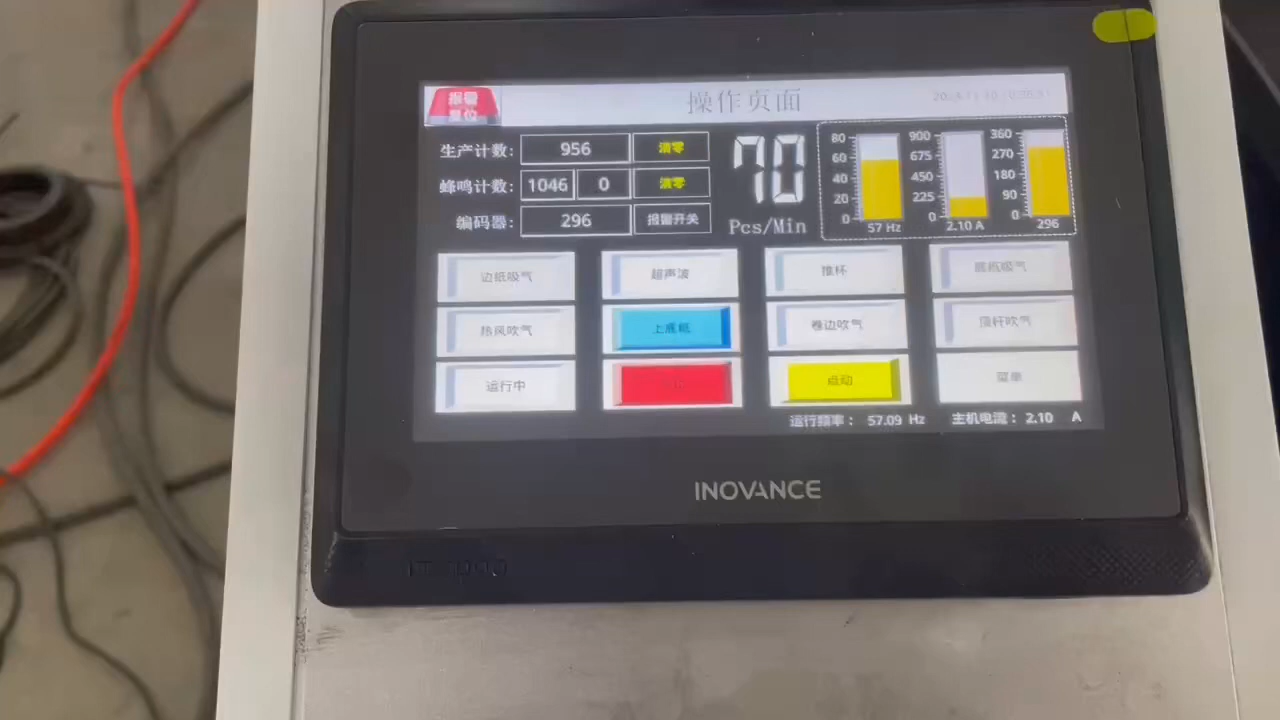 报警
复位
操作页面
生产计数: 956 清零
蜂鸣计数: 1046 0 清零
编码器: 296 报警开关
70
Pcs/Min
80 60 40 20 0
57 Hz
900 675 450 225 0
2.10 A
360 270 180 90 0
296
边纸吸气 超声波 推杯 底纸吸气
热风吹气 上底纸 卷边吹气 顶杆吹气
运行中 点动 菜单
运行频率: 57.09 Hz 主机电流: 2.10 A
INOVANCE